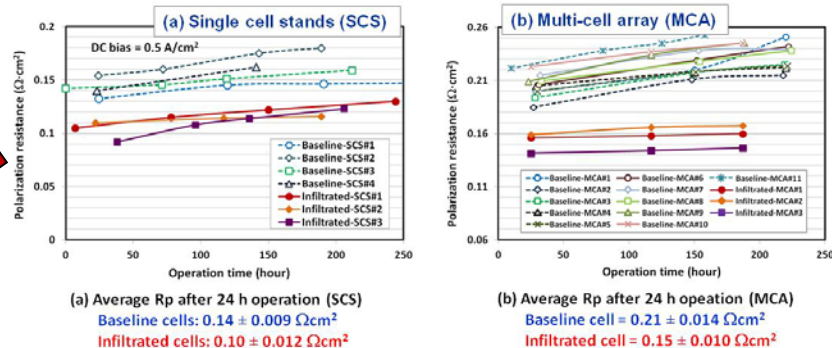 (a) Single cell stands (SCS)
DC bias = 0.5 A/cm²
Polarization resistance (Ω·cm²)
0.2
0.15
0.1
0.05
0
0 50 100 150 200 250
Operation time (hour)
Baseline-SCS#1
Baseline-SCS#2
Baseline-SCS#3
Baseline-SCS#4
Infiltrated-SCS#1
Infiltrated-SCS#2
Infiltrated-SCS#3
(a) Average Rp after 24 h operation (SCS)
Baseline cells: 0.14 ± 0.009 Ωcm²
Infiltrated cells: 0.10 ± 0.012 Ωcm²
(b) Multi-cell array (MCA)
Polarization resistance (Ω·cm²)
0.26
0.21
0.16
0.11
0.06
0 50 100 150 200 250
Operation time (hour)
Baseline-MCA#1 Baseline-MCA#6 Baseline-MCA#11
Baseline-MCA#2 Baseline-MCA#7 Infiltrated-MCA#1
Baseline-MCA#3 Baseline-MCA#8 Infiltrated-MCA#2
Baseline-MCA#4 Baseline-MCA#9 Infiltrated-MCA#3
Baseline-MCA#5 Baseline-MCA#10
(b) Average Rp after 24 h opeation (MCA)
Baseline cell = 0.21 ± 0.014 Ωcm²
Infiltrated cell = 0.15 ± 0.010 Ωcm²